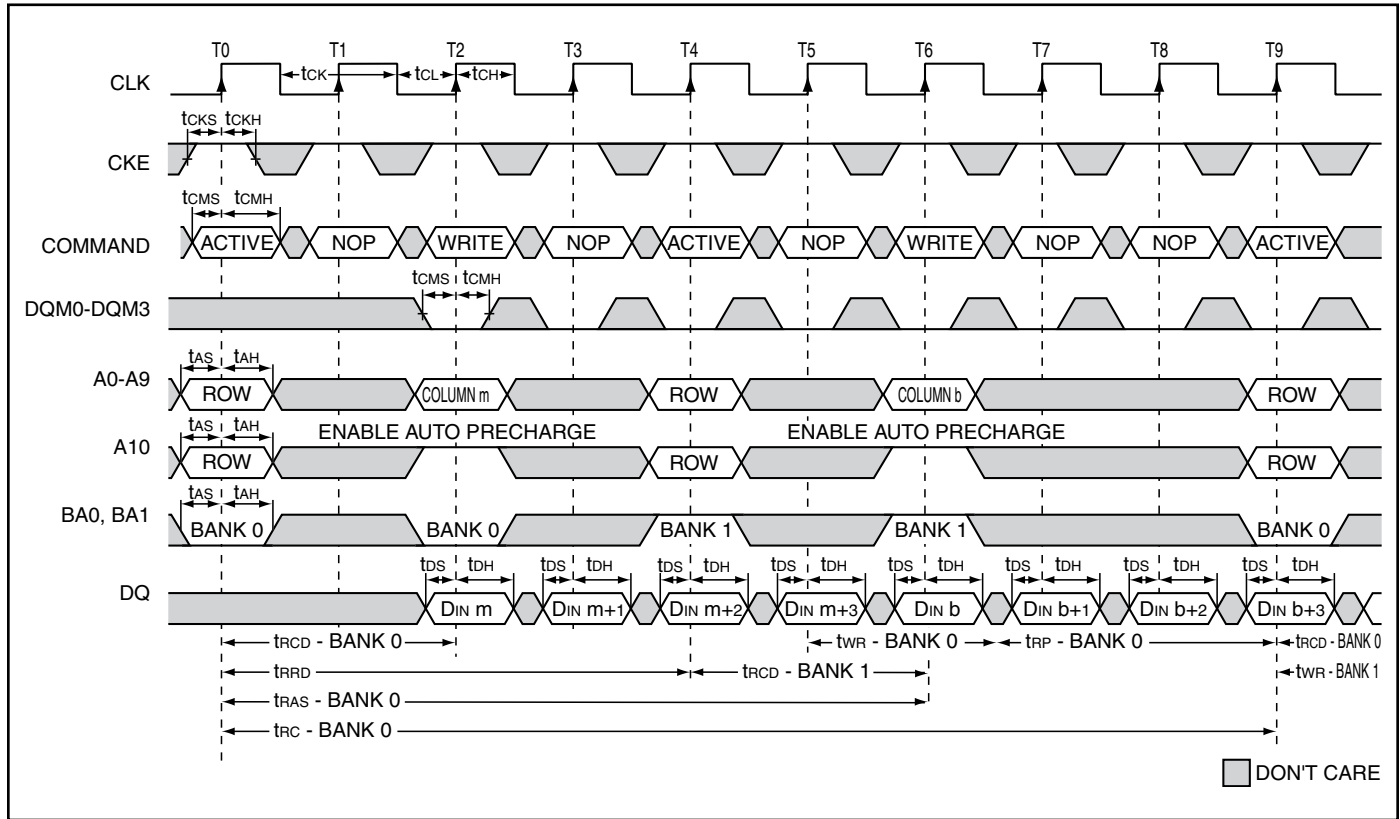 T0 T1 T2 T3 T4 T5 T6 T7 T8 T9
CLK tCK tCL tCH
tCKS tCKH
CKE
tCMS tCMH
COMMAND ACTIVE NOP WRITE NOP ACTIVE NOP WRITE NOP NOP ACTIVE
tCMS tCMH
DQM0-DQM3
tAS tAH
A0-A9 ROW COLUMN m ROW COLUMN b ROW
tAS tAH ENABLE AUTO PRECHARGE ENABLE AUTO PRECHARGE
A10 ROW ROW ROW
tAS tAH
BA0, BA1 BANK 0 BANK 0 BANK 1 BANK 1 BANK 0
tDS tDH tDS tDH tDS tDH tDS tDH tDS tDH tDS tDH tDS tDH tDS tDH
DQ DIN m DIN m+1 DIN m+2 DIN m+3 DIN b DIN b+1 DIN b+2 DIN b+3
tRCD - BANK 0 tWR - BANK 0 tRP - BANK 0 tRCD - BANK 0
tRRD tRCD - BANK 1 tWR - BANK 1
tRAS - BANK 0
tRC - BANK 0
DON'T CARE